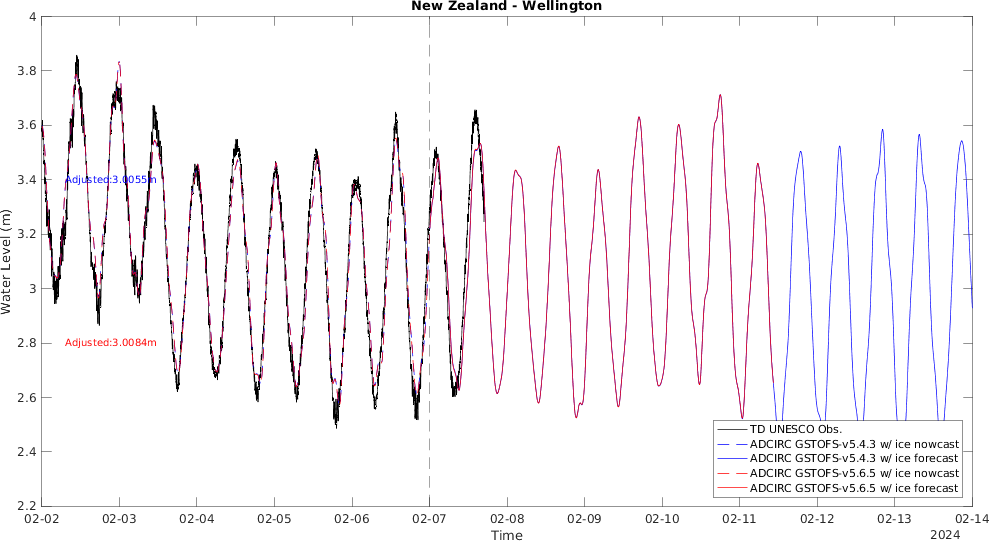 New Zealand - Wellington
4
3.8
3.6
3.4
3.2
3
2.8
2.6
2.4
2.2
Water Level (m)
Adjusted:3.0055m
Adjusted:3.0084m
TD UNESCO Obs.
ADCIRC GSTOFS-v5.4.3 w/ ice nowcast
ADCIRC GSTOFS-v5.4.3 w/ ice forecast
ADCIRC GSTOFS-v5.6.5 w/ ice nowcast
ADCIRC GSTOFS-v5.6.5 w/ ice forecast
02-02 02-03 02-04 02-05 02-06 02-07 02-08 02-09 02-10 02-11 02-12 02-13 02-14
Time
2024